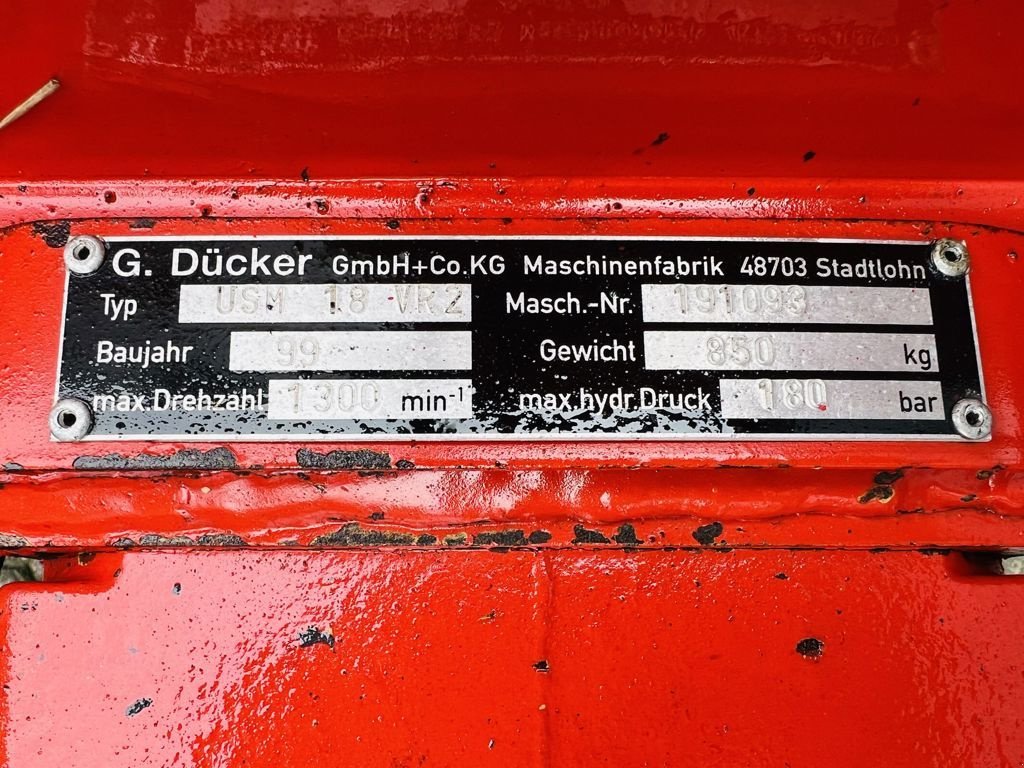 G. Dücker GmbH+Co.KG Maschinenfabrik 48703 Stadtlohn
Typ USM 18 VR2 Masch.-Nr. 191093
Baujahr 99 Gewicht 850 kg
max.Drehzahl 1300 min-1 max.hydr.Druck 180 bar